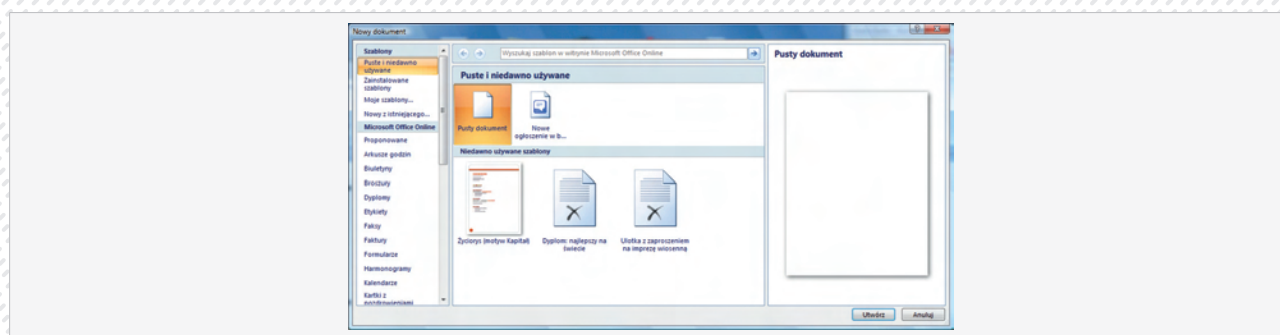 Nowy dokument
Szablony
Puste i niedawno
używane
Zainstalowane
szablony
Moje szablony...
Nowy z istniejącego...
Microsoft Office Online
Proponowane
Arkusze godzin
Biuletyny
Broszury
Dyplomy
Etykiety
Faksy
Faktury
Formularze
Harmonogramy
Kalendarze
Kartki z
pozdrowieniami
Wyszukaj szablon w witrynie Microsoft Office Online
Puste i niedawno używane
Pusty dokument
Nowe
ogłoszenie w b...
Niedawno używane szablony
Życiorys (motyw Kapitał)
Dyplom: najlepszy na
świecie
Ulotka z zaproszeniem
na imprezę wiosenną
Pusty dokument
Utwórz
Anuluj